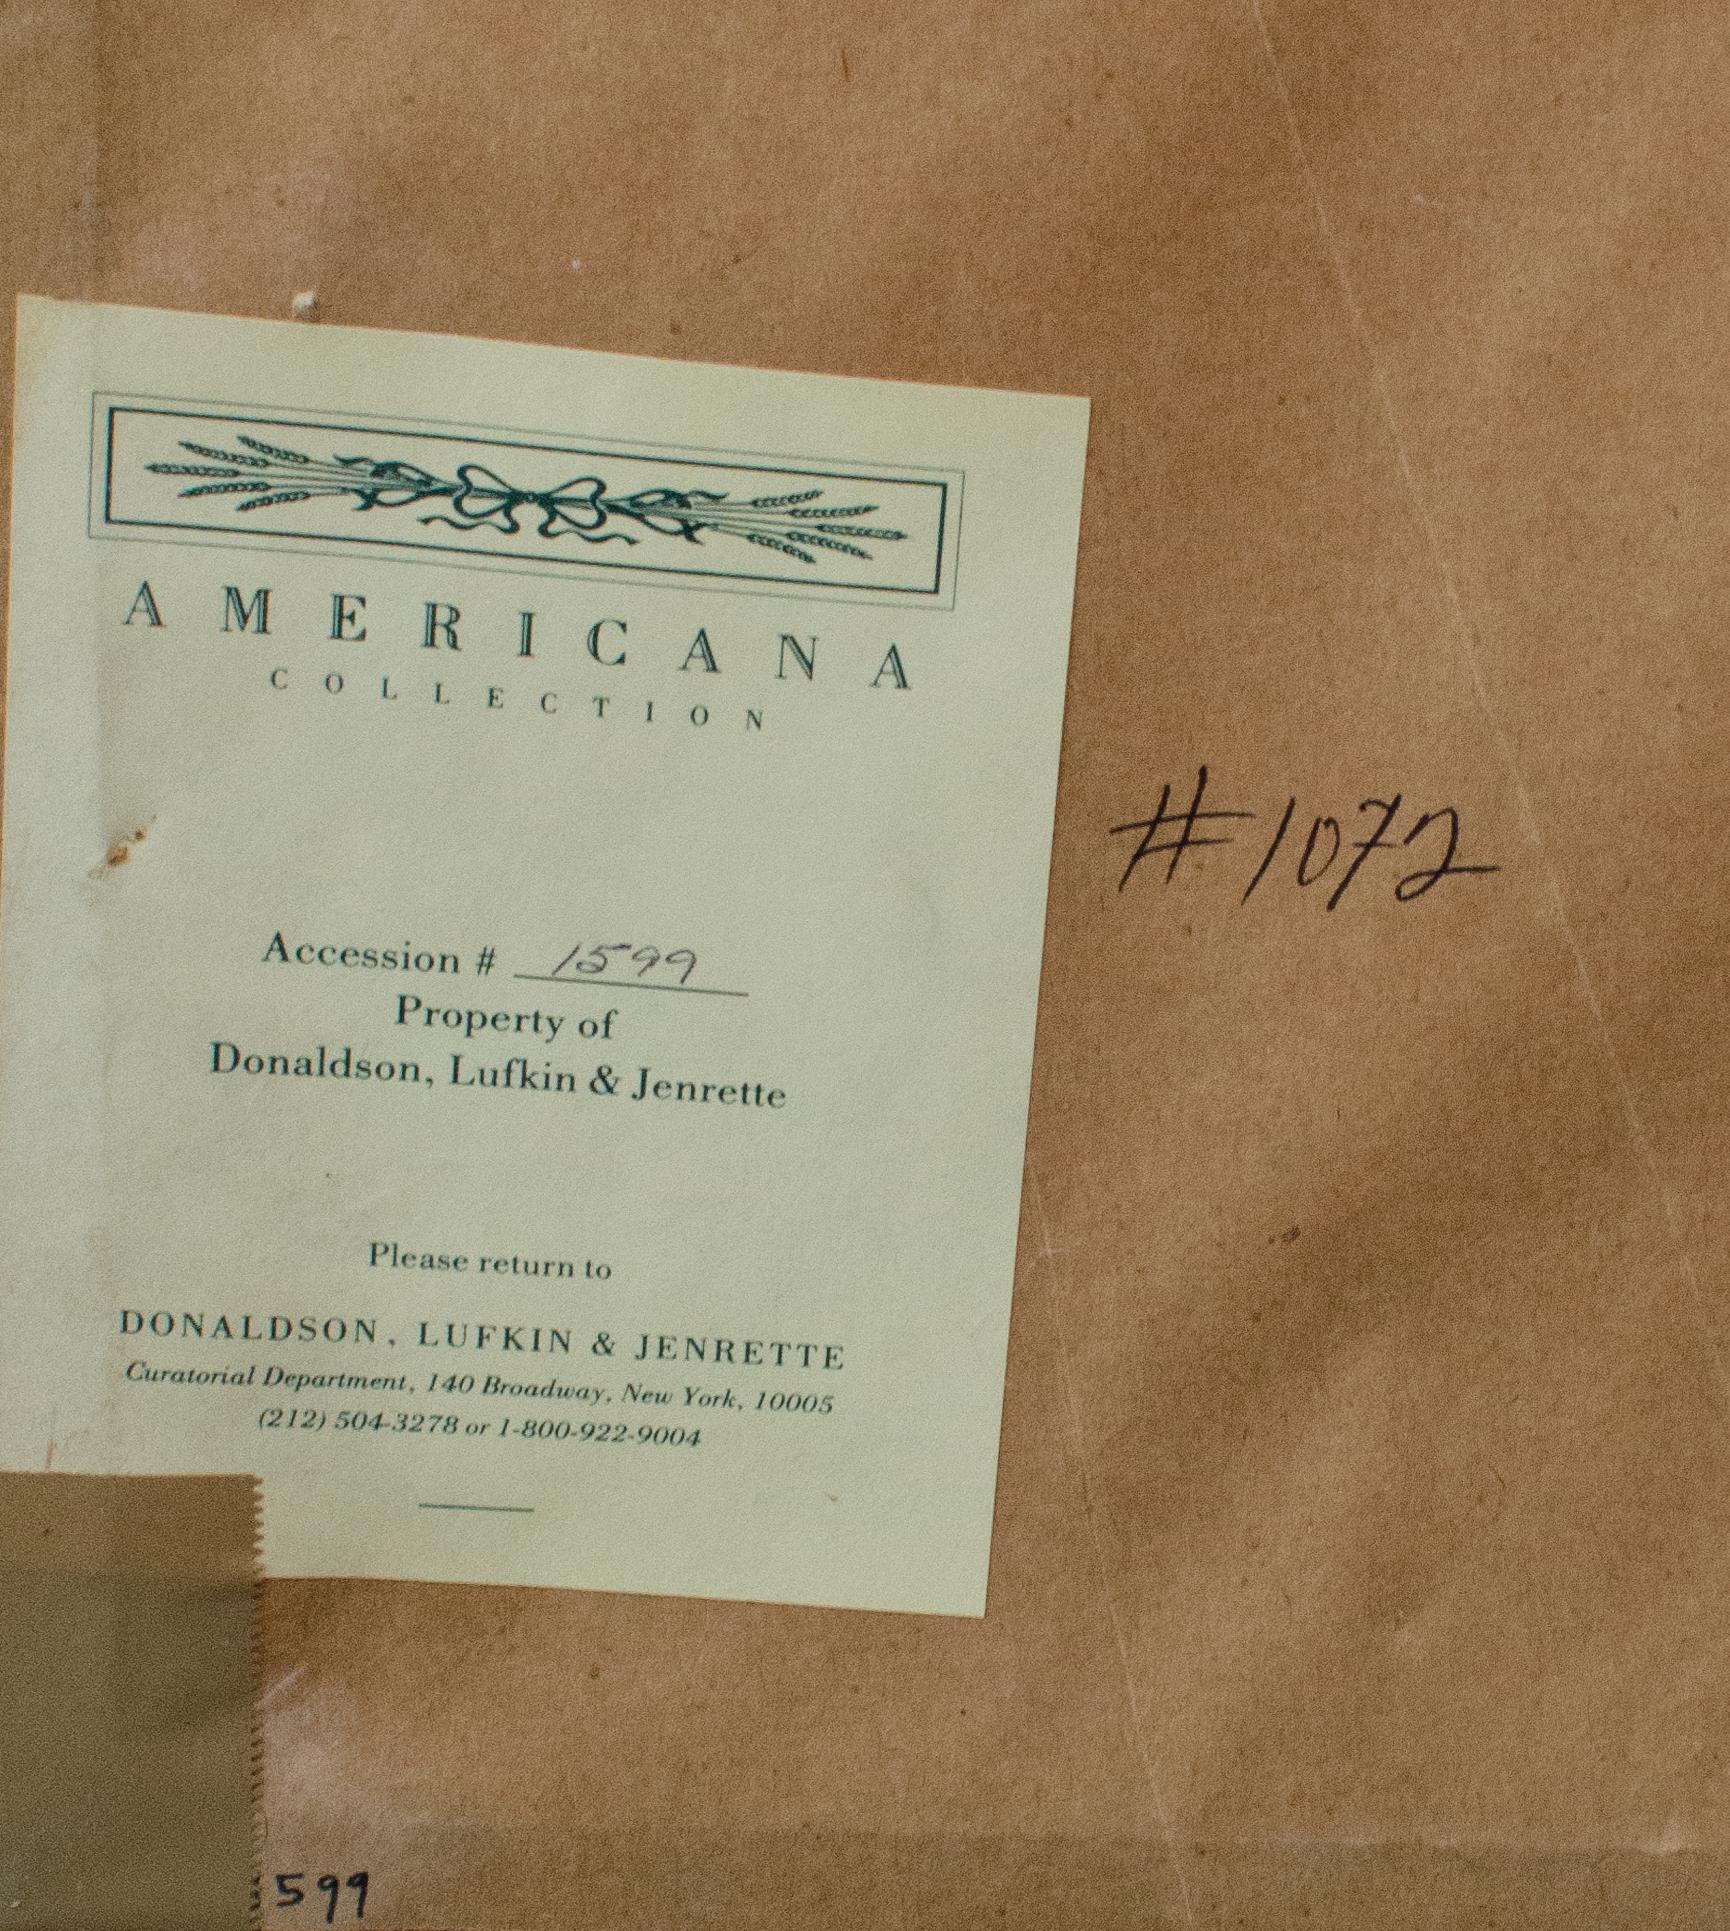 AMERICANA
COLLECTION
Accession # 1599
Property of
Donaldson, Lufkin & Jenrette
Please return to
DONALDSON, LUFKIN & JENRETTE
Curatorial Department, 140 Broadway, New York, 10005
(212) 504-3278 or 1-800-922-9004
#1072
599